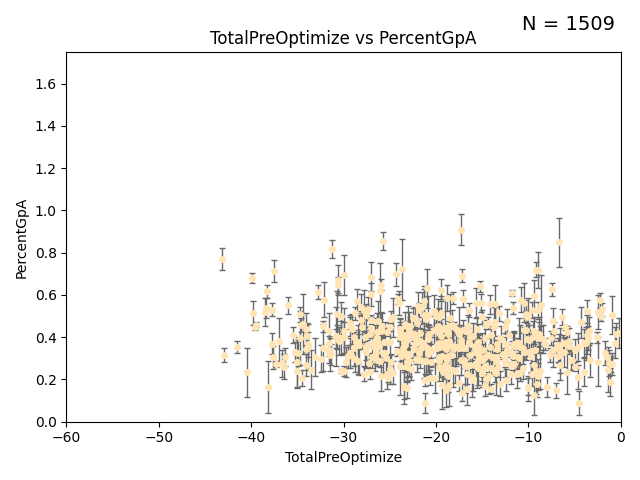 N = 1509
TotalPreOptimize vs PercentGpA
1.6
1.4
1.2
1.0
0.8
0.6
0.4
0.2
0.0
PercentGpA
−60 −50 −40 −30 −20 −10 0
TotalPreOptimize